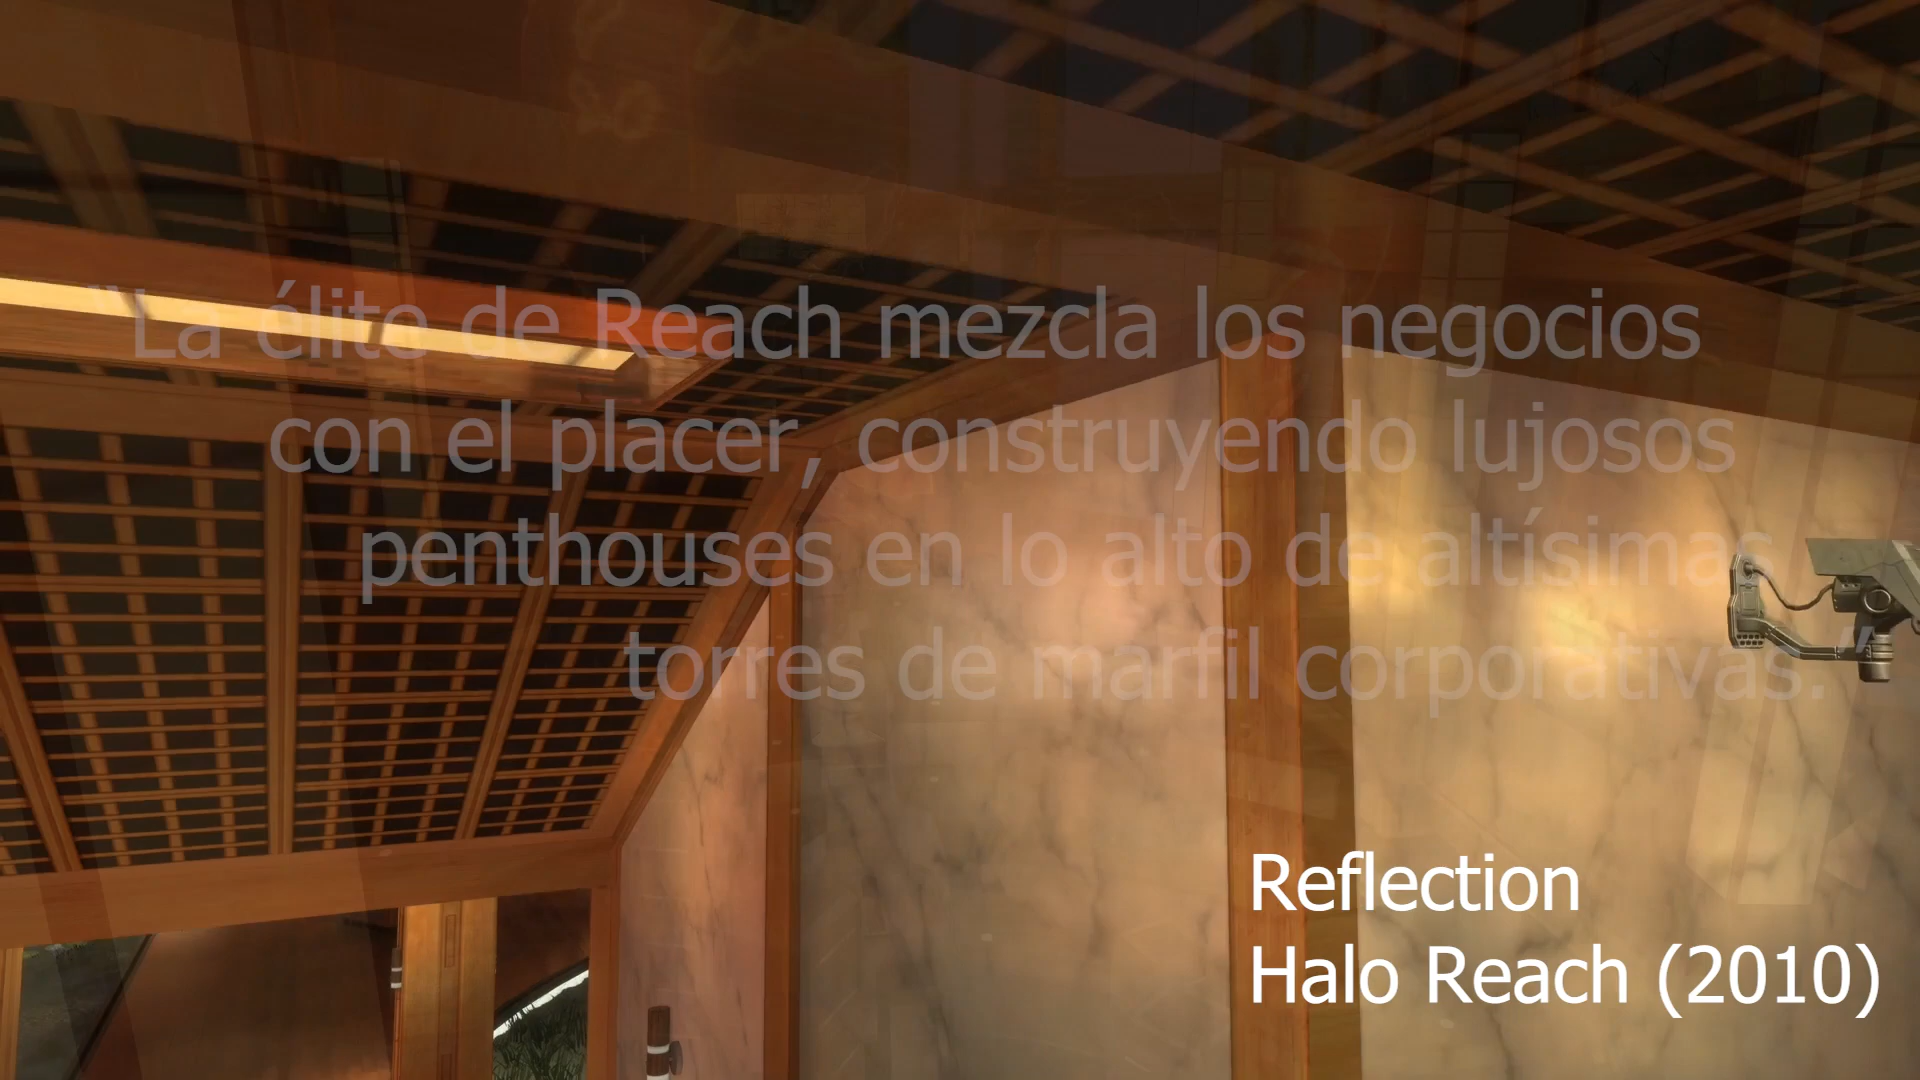 “La élite de Reach mezcla los negocios
con el placer, construyendo lujosos
penthouses en lo alto de altísimas
torres de marfil corporativas.”
Reflection
Halo Reach (2010)